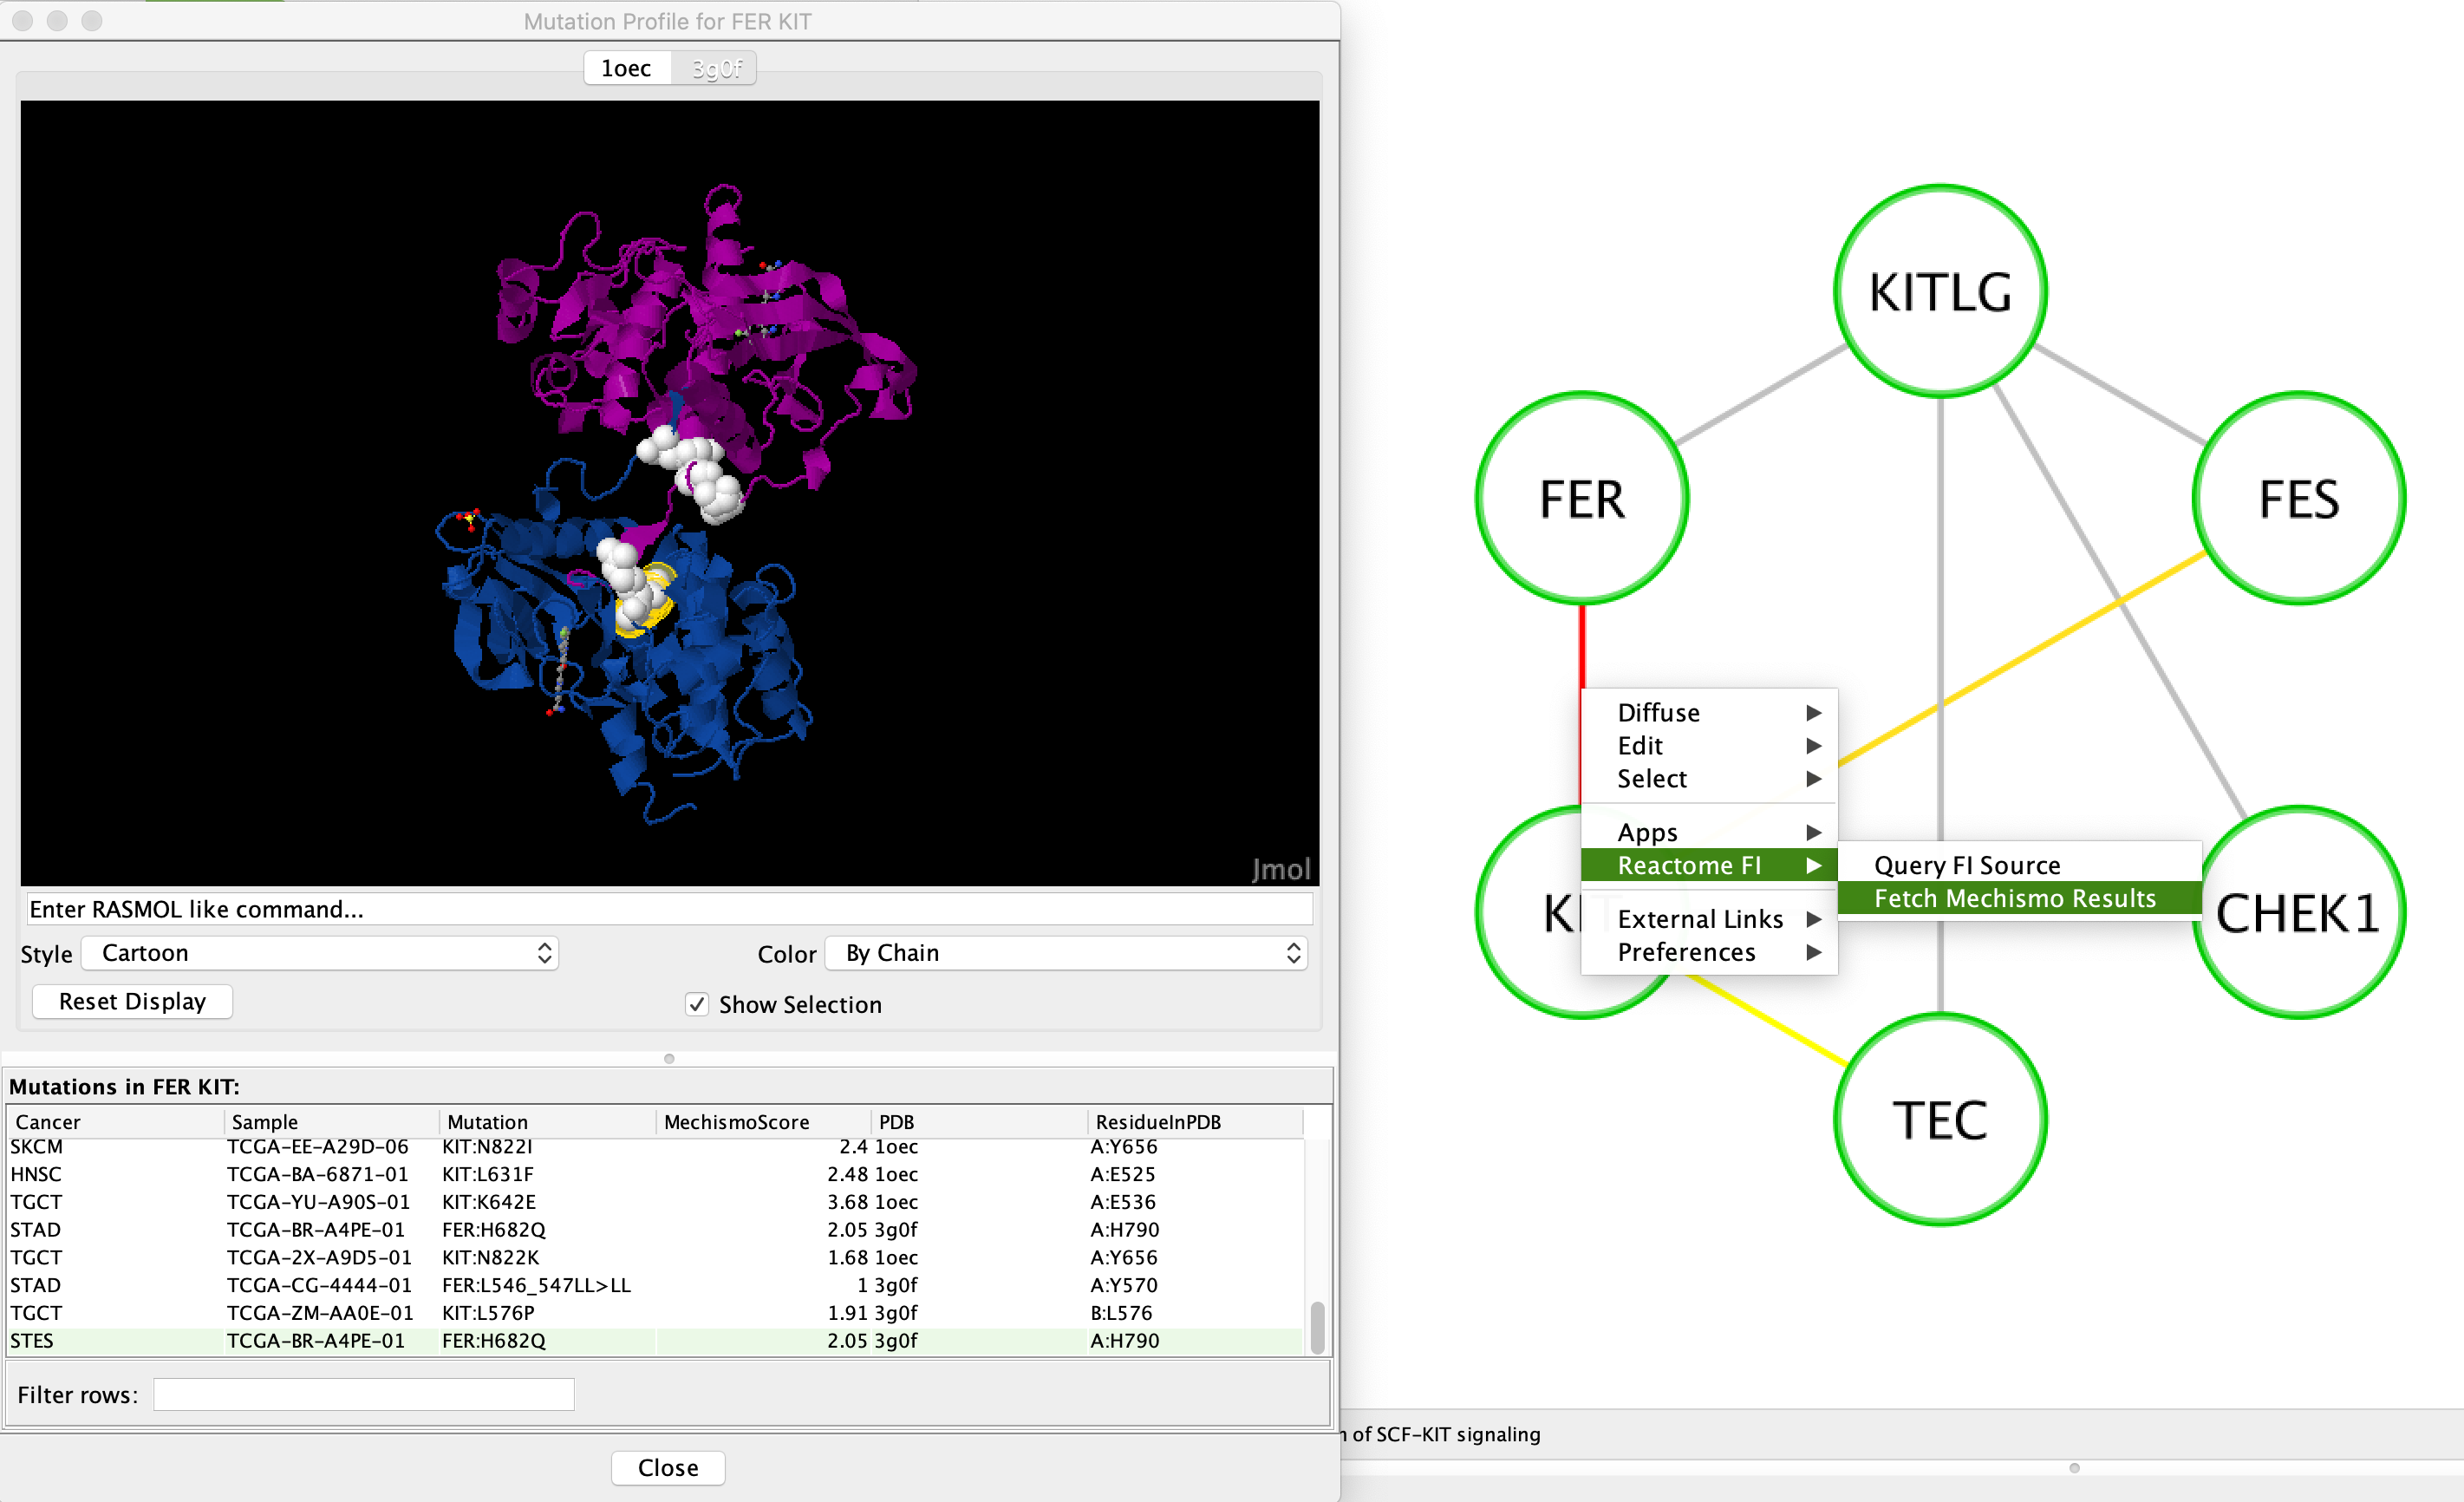 Mutation Profile for FER KIT
1oec 3g0f
Jmol
Enter RASMOL like command...
Style Cartoon Color By Chain
Reset Display Show Selection
Mutations in FER KIT:
Cancer Sample Mutation MechismoScore PDB ResidueInPDB
SKCM TCGA-EE-A29D-06 KIT:N822I 2.4 1oec A:Y656
HNSC TCGA-BA-6871-01 KIT:L631F 2.48 1oec A:E525
TGCT TCGA-YU-A90S-01 KIT:K642E 3.68 1oec A:E536
STAD TCGA-BR-A4PE-01 FER:H682Q 2.05 3g0f A:H790
TGCT TCGA-2X-A9D5-01 KIT:N822K 1.68 1oec A:Y656
STAD TCGA-CG-4444-01 FER:L546_547LL>LL 1 3g0f A:Y570
TGCT TCGA-ZM-AA0E-01 KIT:L576P 1.91 3g0f B:L576
STES TCGA-BR-A4PE-01 FER:H682Q 2.05 3g0f A:H790
Filter rows:
Close
KITLG
FER
FES
KIT
CHEK1
TEC
Diffuse
Edit
Select
Apps
Reactome FI
External Links
Preferences
Query FI Source
Fetch Mechismo Results
of SCF-KIT signaling